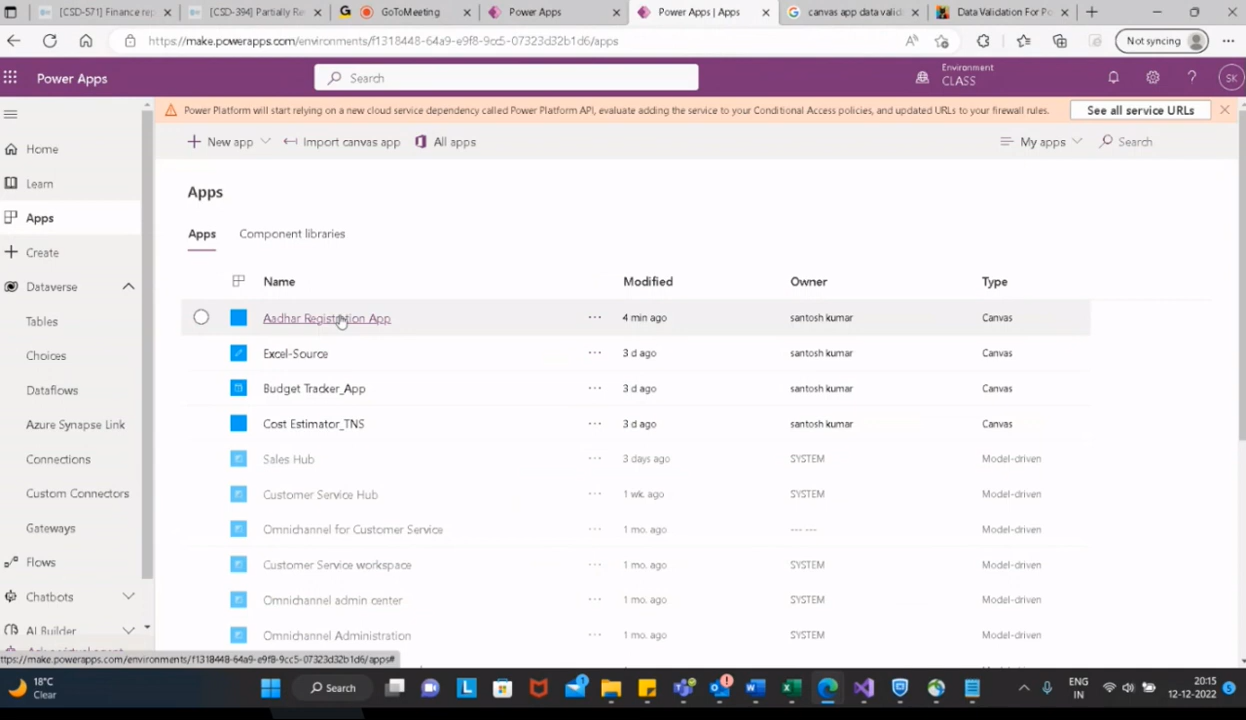 [CSD-571] Finance re
[CSD-394] Partially Re
GoToMeeting
Power Apps
Power Apps | Apps
canvas app data valid
Data Validation For Po
https://make.powerapps.com/environments/f1318448-64a9-e9f8-9cc5-07323d32b1d6/apps
Not syncing
Power Apps
Search
Environment
CLASS
SK
Power Platform will start relying on a new cloud service dependency called Power Platform API, evaluate adding the service to your Conditional Access policies, and updated URLs to your firewall rules.
See all service URLs
New app
Import canvas app
All apps
My apps
Search
Home
Learn
Apps
Create
Dataverse
Tables
Choices
Dataflows
Azure Synapse Link
Connections
Custom Connectors
Gateways
Flows
Chatbots
AI Builder
Apps
Apps Component libraries
Name Modified Owner Type
Aadhar Registration App ··· 4 min ago santosh kumar Canvas
Excel-Source ··· 3 d ago santosh kumar Canvas
Budget Tracker_App ··· 3 d ago santosh kumar Canvas
Cost Estimator_TNS ··· 3 d ago santosh kumar Canvas
Sales Hub ··· 3 days ago SYSTEM Model-driven
Customer Service Hub ··· 1 wk. ago SYSTEM Model-driven
Omnichannel for Customer Service ··· 1 mo. ago --- --- Model-driven
Customer Service workspace ··· 1 mo. ago SYSTEM Model-driven
Omnichannel admin center ··· 1 mo. ago SYSTEM Model-driven
Omnichannel Administration ··· 1 mo. ago SYSTEM Model-driven
ttps://make.powerapps.com/environments/f1318448-64a9-e9f8-9cc5-07323d32b1d6/apps#
18°C
Clear
Search
ENG
IN
20:15
12-12-2022
5